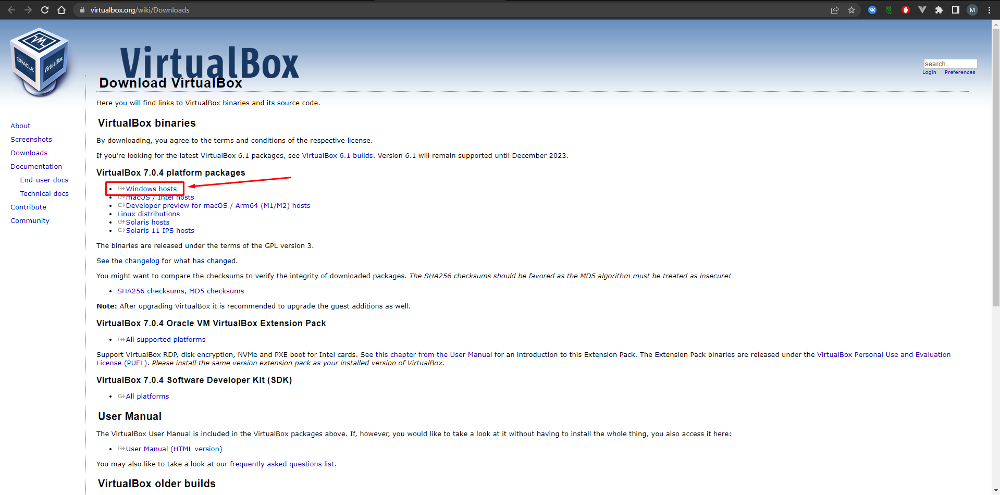 virtualbox.org/wiki/Downloads
M
ORACLE
VirtualBox
VirtualBox
search...
Login Preferences
Download VirtualBox
Here you will find links to VirtualBox binaries and its source code.
About
Screenshots
Downloads
Documentation
End-user docs
Technical docs
Contribute
Community
VirtualBox binaries
By downloading, you agree to the terms and conditions of the respective license.
If you're looking for the latest VirtualBox 6.1 packages, see VirtualBox 6.1 builds. Version 6.1 will remain supported until December 2023.
VirtualBox 7.0.4 platform packages
Windows hosts
macOS / Intel hosts
Developer preview for macOS / Arm64 (M1/M2) hosts
Linux distributions
Solaris hosts
Solaris 11 IPS hosts
The binaries are released under the terms of the GPL version 3.
See the changelog for what has changed.
You might want to compare the checksums to verify the integrity of downloaded packages. The SHA256 checksums should be favored as the MD5 algorithm must be treated as insecure!
SHA256 checksums, MD5 checksums
Note: After upgrading VirtualBox it is recommended to upgrade the guest additions as well.
VirtualBox 7.0.4 Oracle VM VirtualBox Extension Pack
All supported platforms
Support VirtualBox RDP, disk encryption, NVMe and PXE boot for Intel cards. See this chapter from the User Manual for an introduction to this Extension Pack. The Extension Pack binaries are released under the VirtualBox Personal Use and Evaluation
License (PUEL). Please install the same version extension pack as your installed version of VirtualBox.
VirtualBox 7.0.4 Software Developer Kit (SDK)
All platforms
User Manual
The VirtualBox User Manual is included in the VirtualBox packages above. If, however, you would like to take a look at it without having to install the whole thing, you also access it here:
User Manual (HTML version)
You may also like to take a look at our frequently asked questions list.
VirtualBox older builds